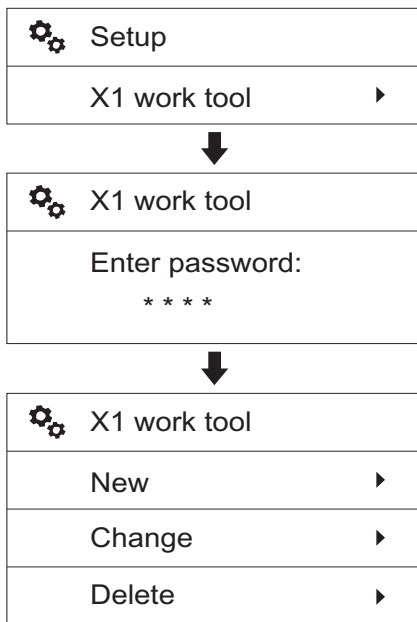 Setup
X1 work tool
X1 work tool
Enter password:
* * * *
X1 work tool
New
Change
Delete